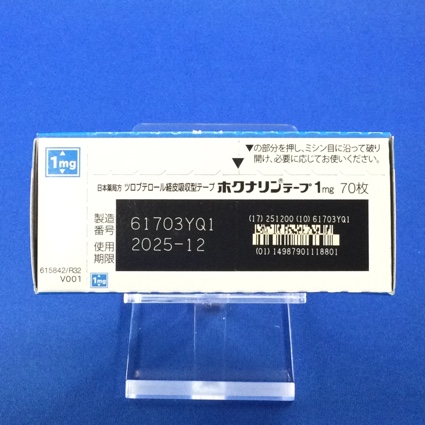 1mg
▼の部分を押し、ミシン目に沿って破り
開け、必要に応じてお使いください。
日本薬局方 ツロブテロール経皮吸収型テープ ホクナリン®テープ1mg 70枚
製造番号 61703YQ1
使用期限 2025-12
(17) 251200 (10) 61703YQ1
(01) 14987901118801
615842/R32
V001
1mg